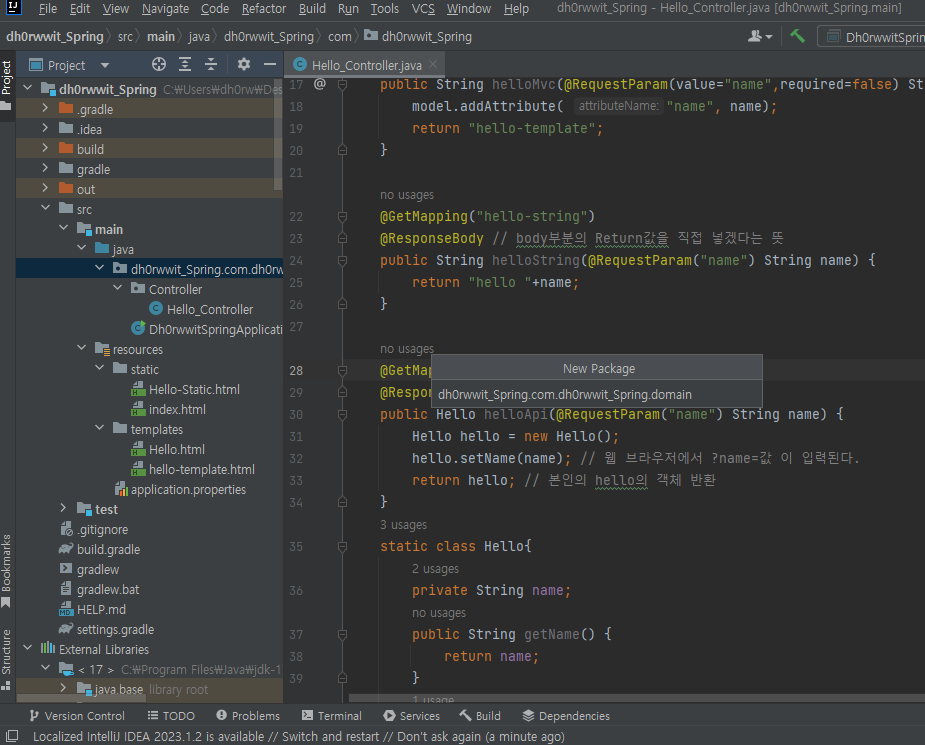 File Edit View Navigate Code Refactor Build Run Tools VCS Window Help dh0rwwit_Spring - Hello_Controller.java [dh0rwwit_Spring.main]
dh0rwwit_Spring src main java dh0rwwit_Spring com dh0rwwit_Spring Dh0rwwitSprin
Project
Project
Hello_Controller.java
dh0rwwit_Spring C:\Users\dh0rw\Des
.gradle
.idea
build
gradle
out
src
main
java
dh0rwwit_Spring.com.dh0rw
Controller
Hello_Controller
Dh0rwwitSpringApplicati
resources
static
Hello-Static.html
index.html
templates
Hello.html
hello-template.html
application.properties
test
.gitignore
build.gradle
gradlew
gradlew.bat
HELP.md
settings.gradle
External Libraries
< 17 > C:\Program Files\Java\jdk-1
java.base library root
Bookmarks
Structure
17 @ public String helloMvc(@RequestParam(value="name",required=false) St
18 model.addAttribute( attributeName: "name", name);
19 return "hello-template";
20 }
21
no usages
22 @GetMapping("hello-string")
23 @ResponseBody // body부분의 Return값을 직접 넣겠다는 뜻
24 public String helloString(@RequestParam("name") String name) {
25 return "hello "+name;
26 }
27
no usages
28 @GetMap
New Package
29 @Respon
dh0rwwit_Spring.com.dh0rwwit_Spring.domain
30 public Hello helloApi(@RequestParam("name") String name) {
31 Hello hello = new Hello();
32 hello.setName(name); // 웹 브라우저에서 ?name=값 이 입력된다.
33 return hello; // 본인의 hello의 객체 반환
34 }
3 usages
35 static class Hello{
2 usages
36 private String name;
no usages
37 public String getName() {
38 return name;
39 }
1 usage
Version Control TODO Problems Terminal Services Build Dependencies
Localized IntelliJ IDEA 2023.1.2 is available // Switch and restart // Don't ask again (a minute ago)